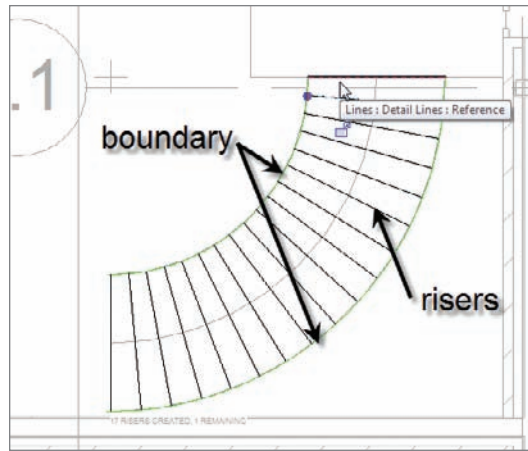 .1
Lines : Detail Lines : Reference
boundary
risers
17 RISERS CREATED, 1 REMAINING